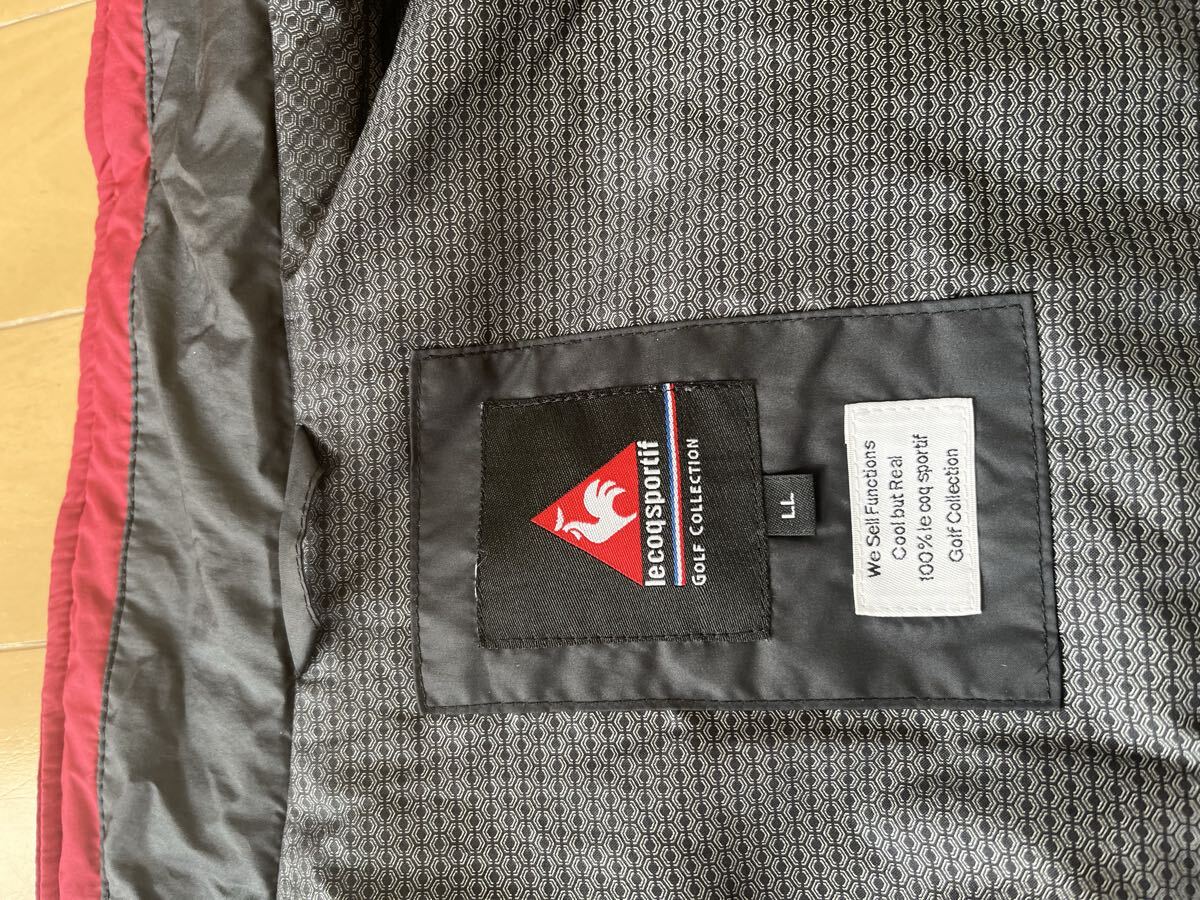 lecoqsportif
GOLF COLLECTION
LL
We Sell Functions
Cool but Real
100% le coq sportif
Golf Collection